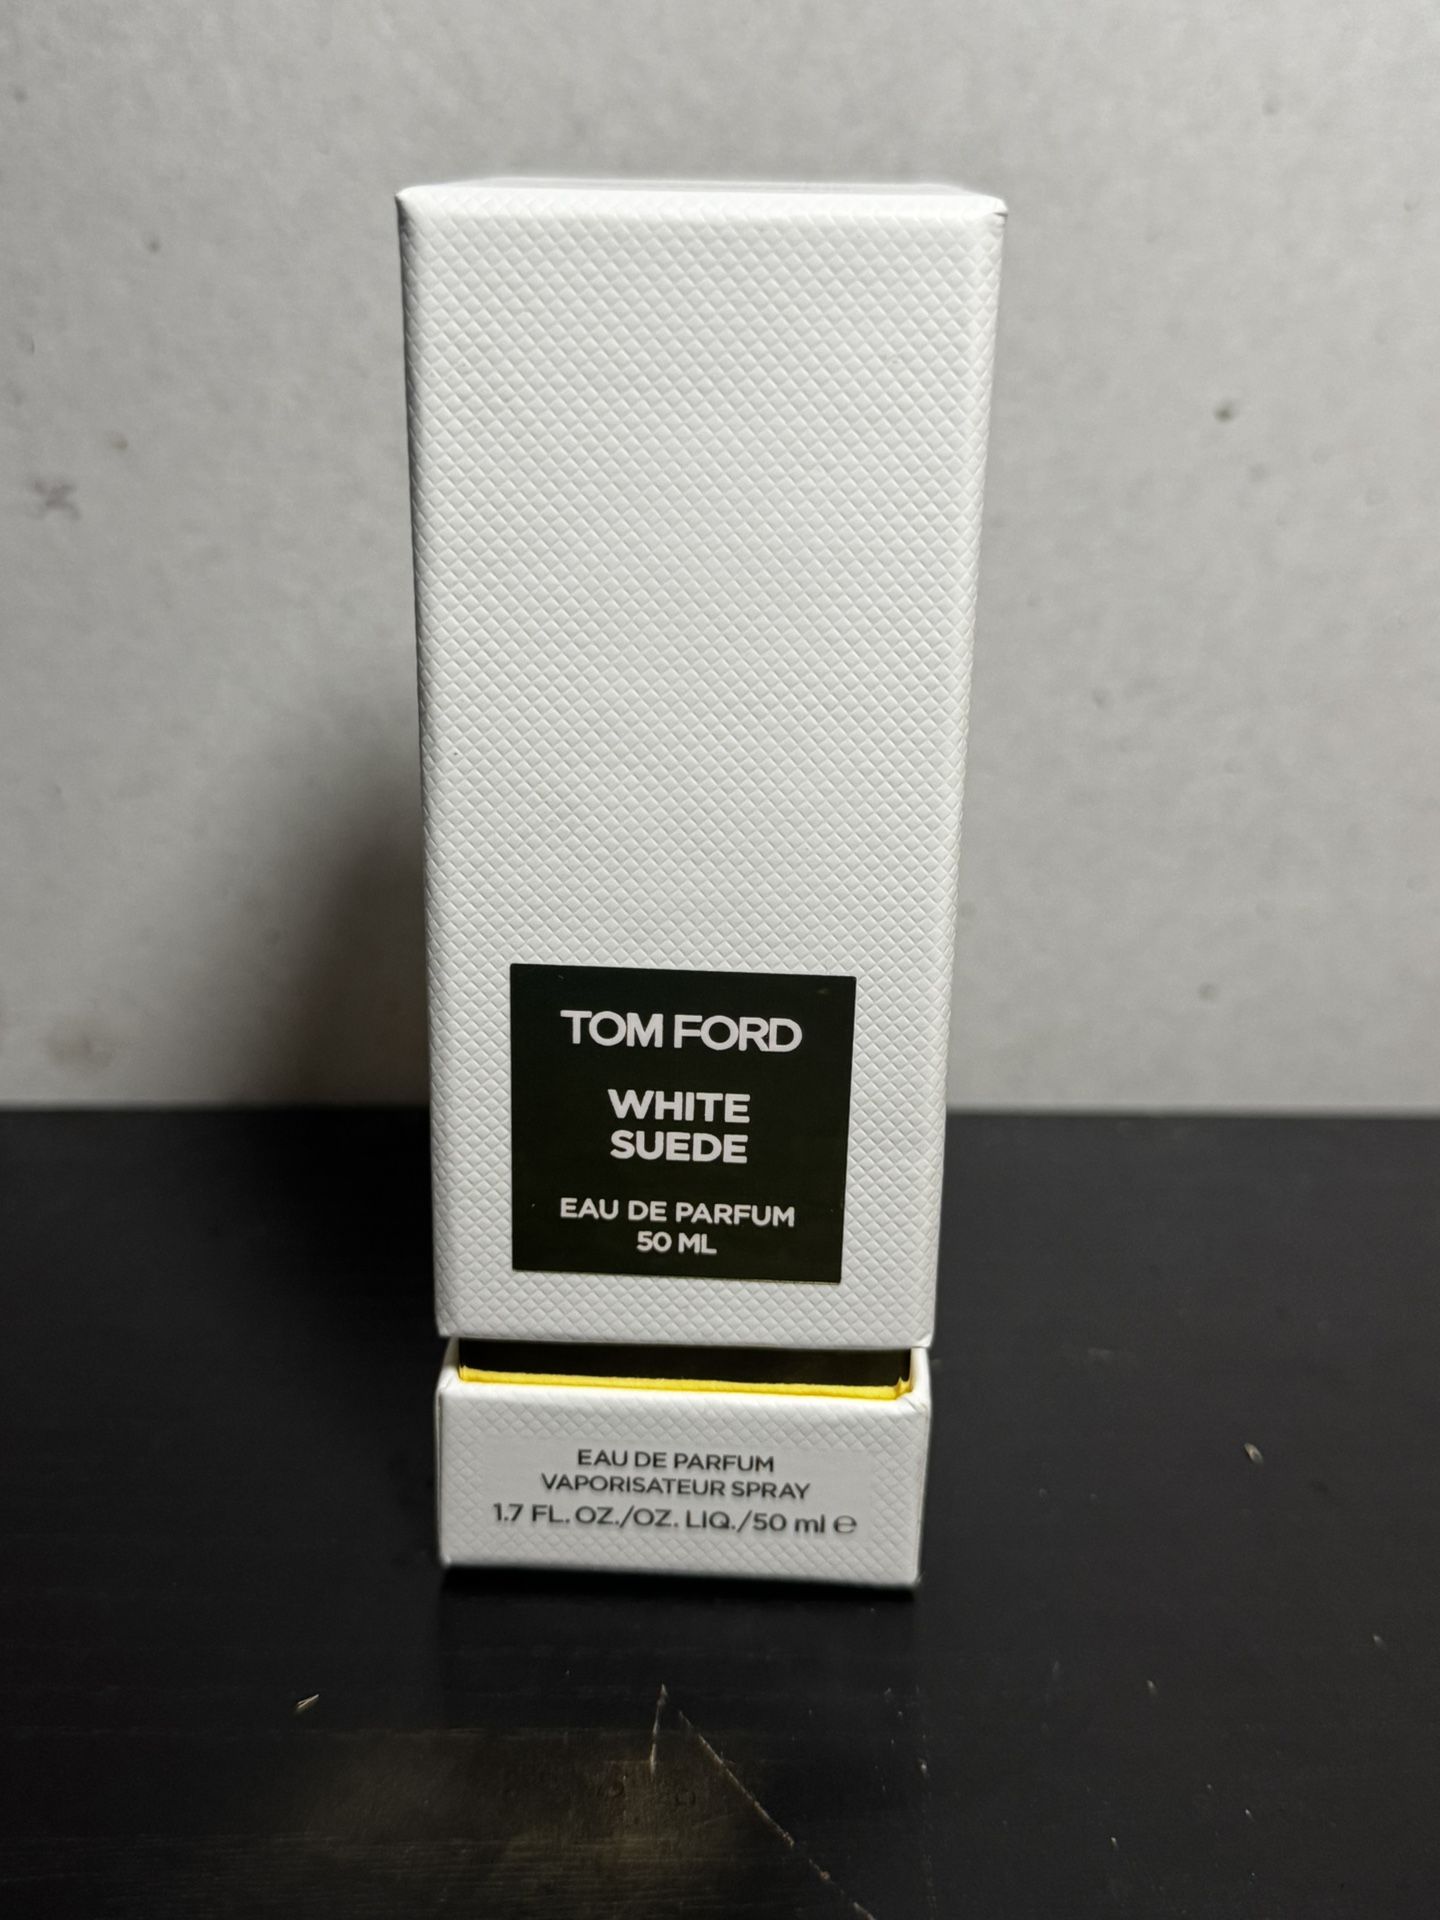 TOM FORD
WHITE
SUEDE
EAU DE PARFUM
50 ML
EAU DE PARFUM
VAPORISATEUR SPRAY
1.7 FL. OZ./OZ. LIQ./50 ml ℮